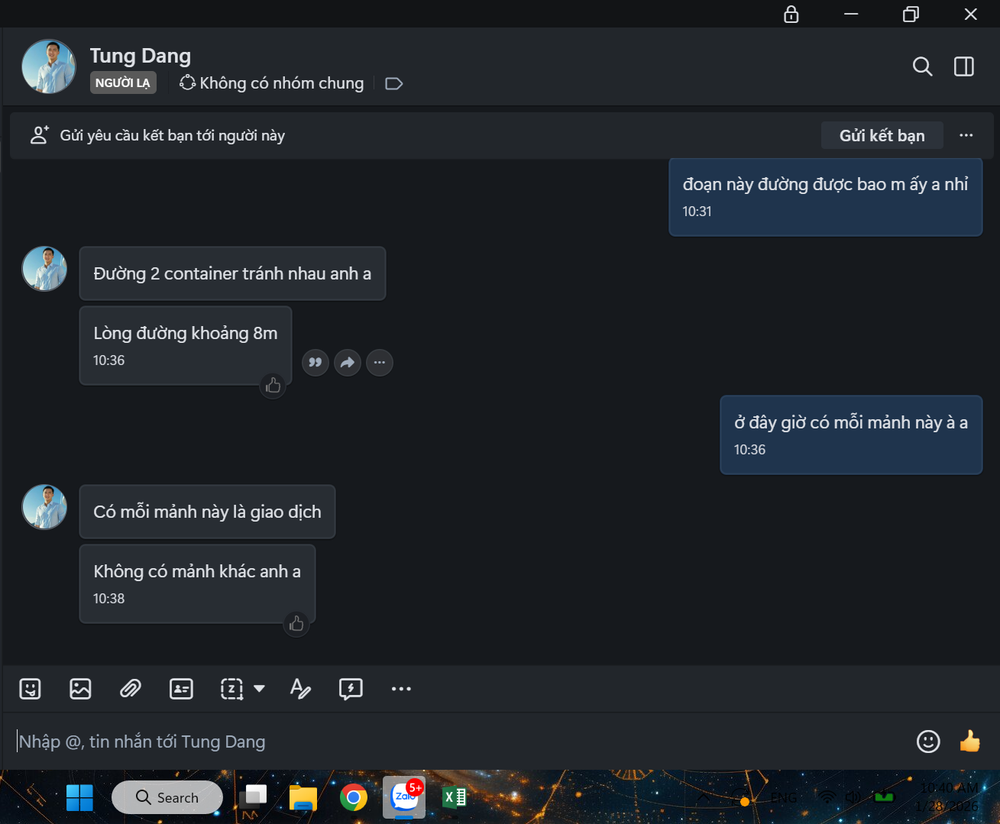 Tung Dang
NGƯỜI LẠ
Không có nhóm chung
Gửi yêu cầu kết bạn tới người này
Gửi kết bạn
đoạn này đường được bao m ấy a nhỉ
10:31
Đường 2 container tránh nhau anh a
Lòng đường khoảng 8m
10:36
ở đây giờ có mỗi mảnh này à a
10:36
Có mỗi mảnh này là giao dịch
Không có mảnh khác anh a
10:38
Nhập @, tin nhắn tới Tung Dang
Search
Zalo
5+
ENG
10:40 AM
1/28/2026